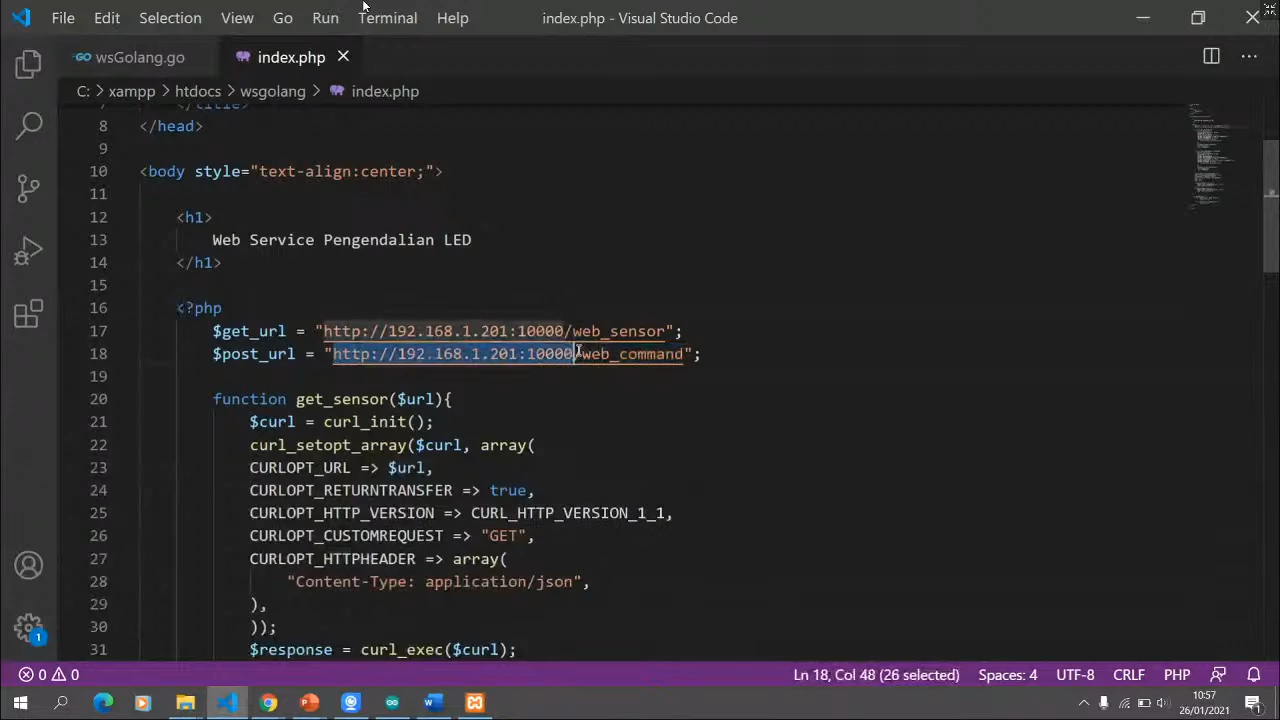 File Edit Selection View Go Run Terminal Help index.php - Visual Studio Code
wsGolang.go index.php
C: > xampp > htdocs > wsgolang > index.php
7 </title>
8 </head>
9
10 <body style="text-align:center;">
11
12 <h1>
13 Web Service Pengendalian LED
14 </h1>
15
16 <?php
17 $get_url = "http://192.168.1.201:10000/web_sensor";
18 $post_url = "http://192.168.1.201:10000/web_command";
19
20 function get_sensor($url){
21 $curl = curl_init();
22 curl_setopt_array($curl, array(
23 CURLOPT_URL => $url,
24 CURLOPT_RETURNTRANSFER => true,
25 CURLOPT_HTTP_VERSION => CURL_HTTP_VERSION_1_1,
26 CURLOPT_CUSTOMREQUEST => "GET",
27 CURLOPT_HTTPHEADER => array(
28 "Content-Type: application/json",
29 ),
30 ));
31 $response = curl_exec($curl);
1
0 0 Ln 18, Col 48 (26 selected) Spaces: 4 UTF-8 CRLF PHP
10:57
26/01/2021
1